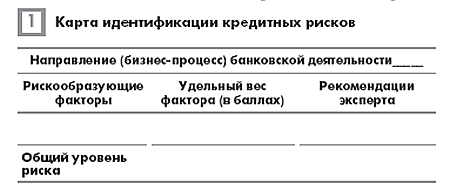 1 Карта идентификации кредитных рисков
Направление (бизнес-процесс) банковской деятельности_____
Рискообразующие Удельный вес Рекомендации
факторы фактора (в баллах) эксперта
Общий уровень
риска